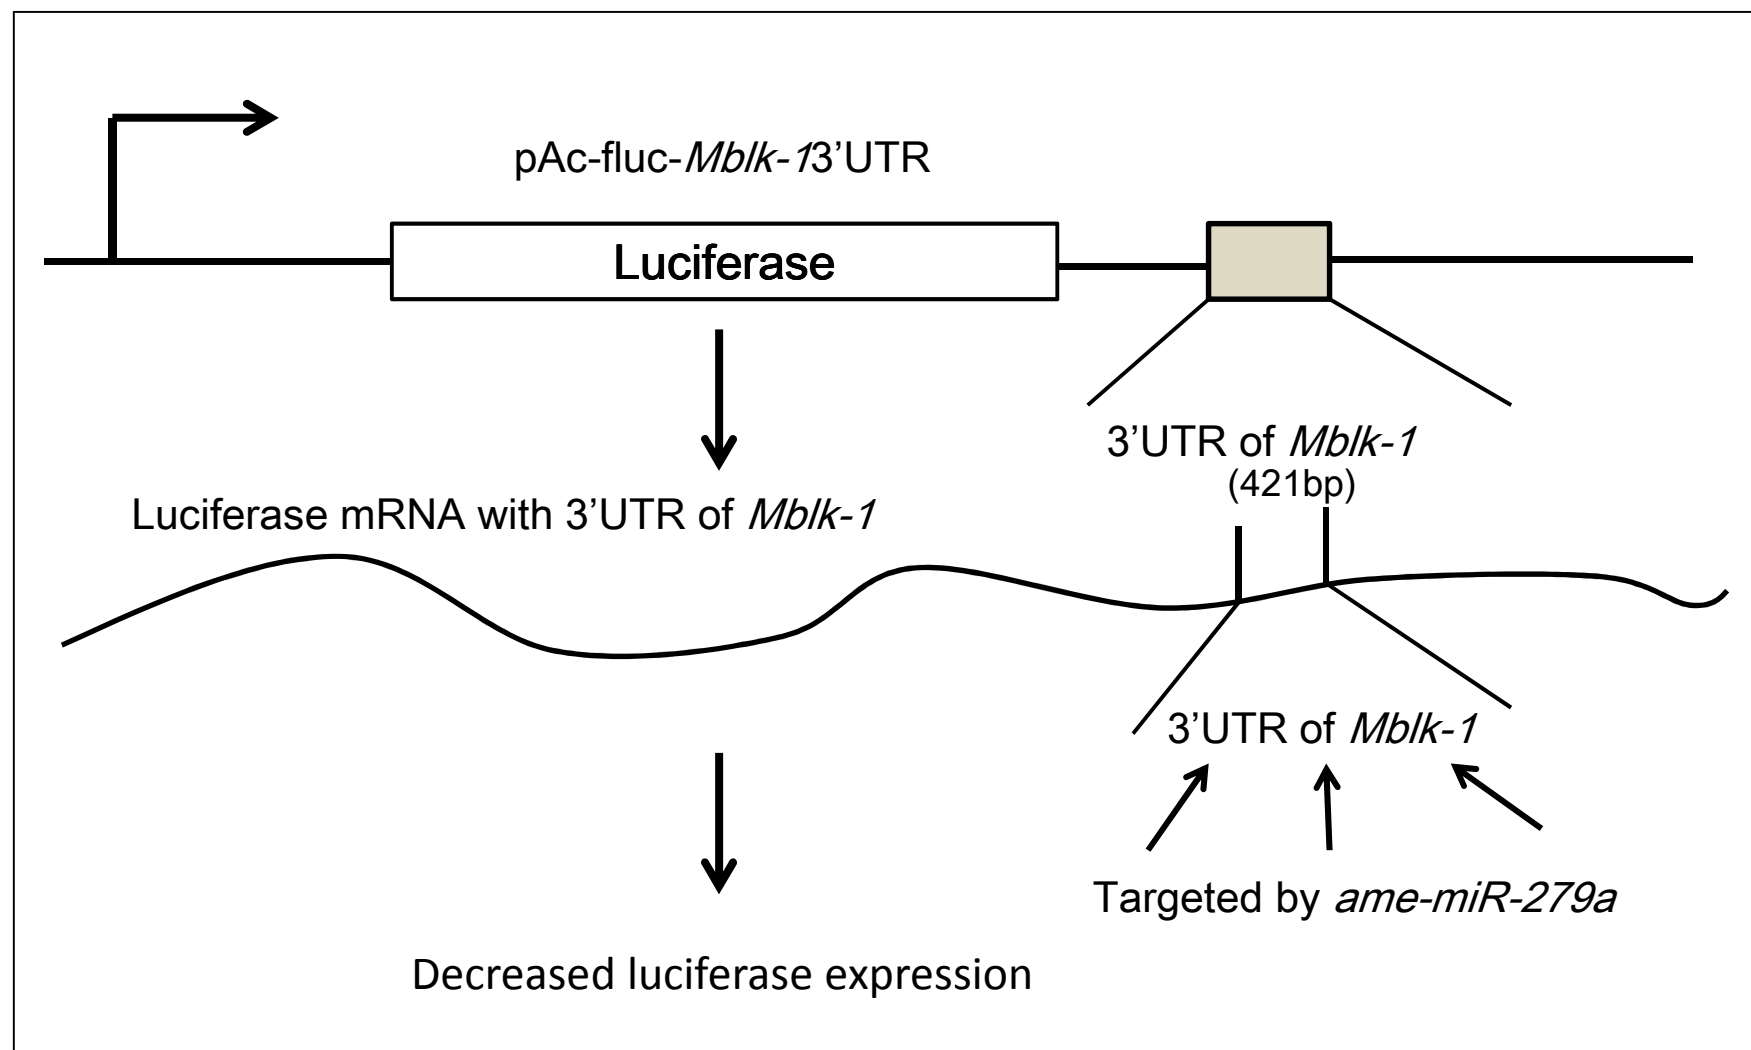 pAc-fluc-Mblk-13’UTR
Luciferase
3’UTR of Mblk-1
(421bp)
Luciferase mRNA with 3’UTR of Mblk-1
3’UTR of Mblk-1
Targeted by ame-miR-279a
Decreased luciferase expression